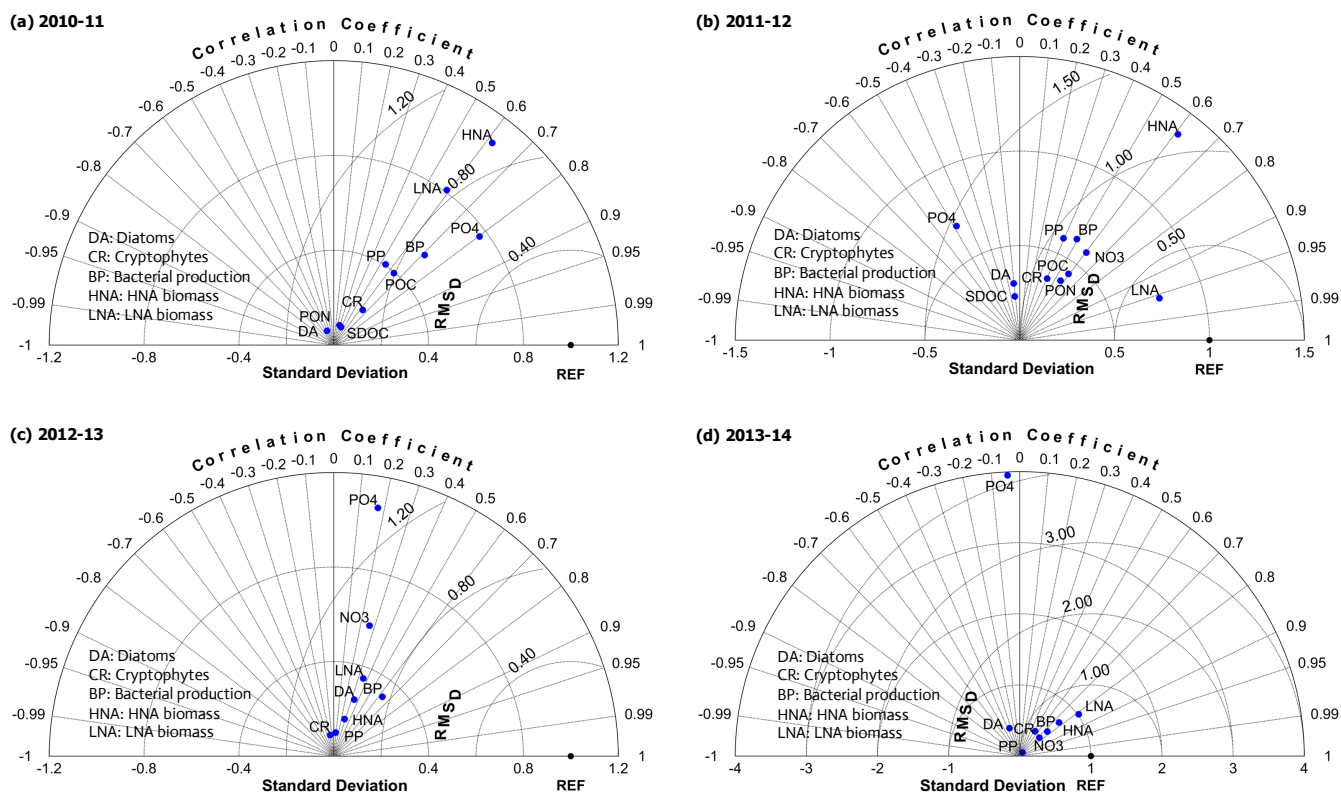 (a) 2010-11
Correlation Coefficient
-0.1 0 0.1
-0.2 0.2
-0.3 0.3
-0.4 0.4
-0.5 0.5
-0.6 0.6
-0.7 0.7
-0.8 0.8
-0.9 0.9
-0.95 0.95
-0.99 0.99
-1 1
1.20
0.80
0.40
RMSD
HNA
LNA
PO4
BP
PP
POC
CR
PON
DA
SDOC
DA: Diatoms
CR: Cryptophytes
BP: Bacterial production
HNA: HNA biomass
LNA: LNA biomass
-1.2 -0.8 -0.4 0.4 0.8 1.2
Standard Deviation
REF
(b) 2011-12
Correlation Coefficient
-0.1 0 0.1
-0.2 0.2
-0.3 0.3
-0.4 0.4
-0.5 0.5
-0.6 0.6
-0.7 0.7
-0.8 0.8
-0.9 0.9
-0.95 0.95
-0.99 0.99
-1 1
1.50
1.00
0.50
RMSD
HNA
PO4
PP
BP
NO3
POC
DA
CR
PON
SDOC
LNA
DA: Diatoms
CR: Cryptophytes
BP: Bacterial production
HNA: HNA biomass
LNA: LNA biomass
-1.5 -1 -0.5 0.5 1 1.5
Standard Deviation
REF
(c) 2012-13
Correlation Coefficient
-0.1 0 0.1
-0.2 0.2
-0.3 0.3
-0.4 0.4
-0.5 0.5
-0.6 0.6
-0.7 0.7
-0.8 0.8
-0.9 0.9
-0.95 0.95
-0.99 0.99
-1 1
1.20
0.80
0.40
RMSD
PO4
NO3
LNA
DA
BP
HNA
CR
PP
DA: Diatoms
CR: Cryptophytes
BP: Bacterial production
HNA: HNA biomass
LNA: LNA biomass
-1.2 -0.8 -0.4 0.4 0.8 1.2
Standard Deviation
REF
(d) 2013-14
Correlation Coefficient
-0.1 0 0.1
-0.2 0.2
-0.3 0.3
-0.4 0.4
-0.5 0.5
-0.6 0.6
-0.7 0.7
-0.8 0.8
-0.9 0.9
-0.95 0.95
-0.99 0.99
-1 1
3.00
2.00
1.00
RMSD
PO4
LNA
DA
CR
BP
HNA
PP
NO3
DA: Diatoms
CR: Cryptophytes
BP: Bacterial production
HNA: HNA biomass
LNA: LNA biomass
-4 -3 -2 -1 1 2 3 4
Standard Deviation
REF